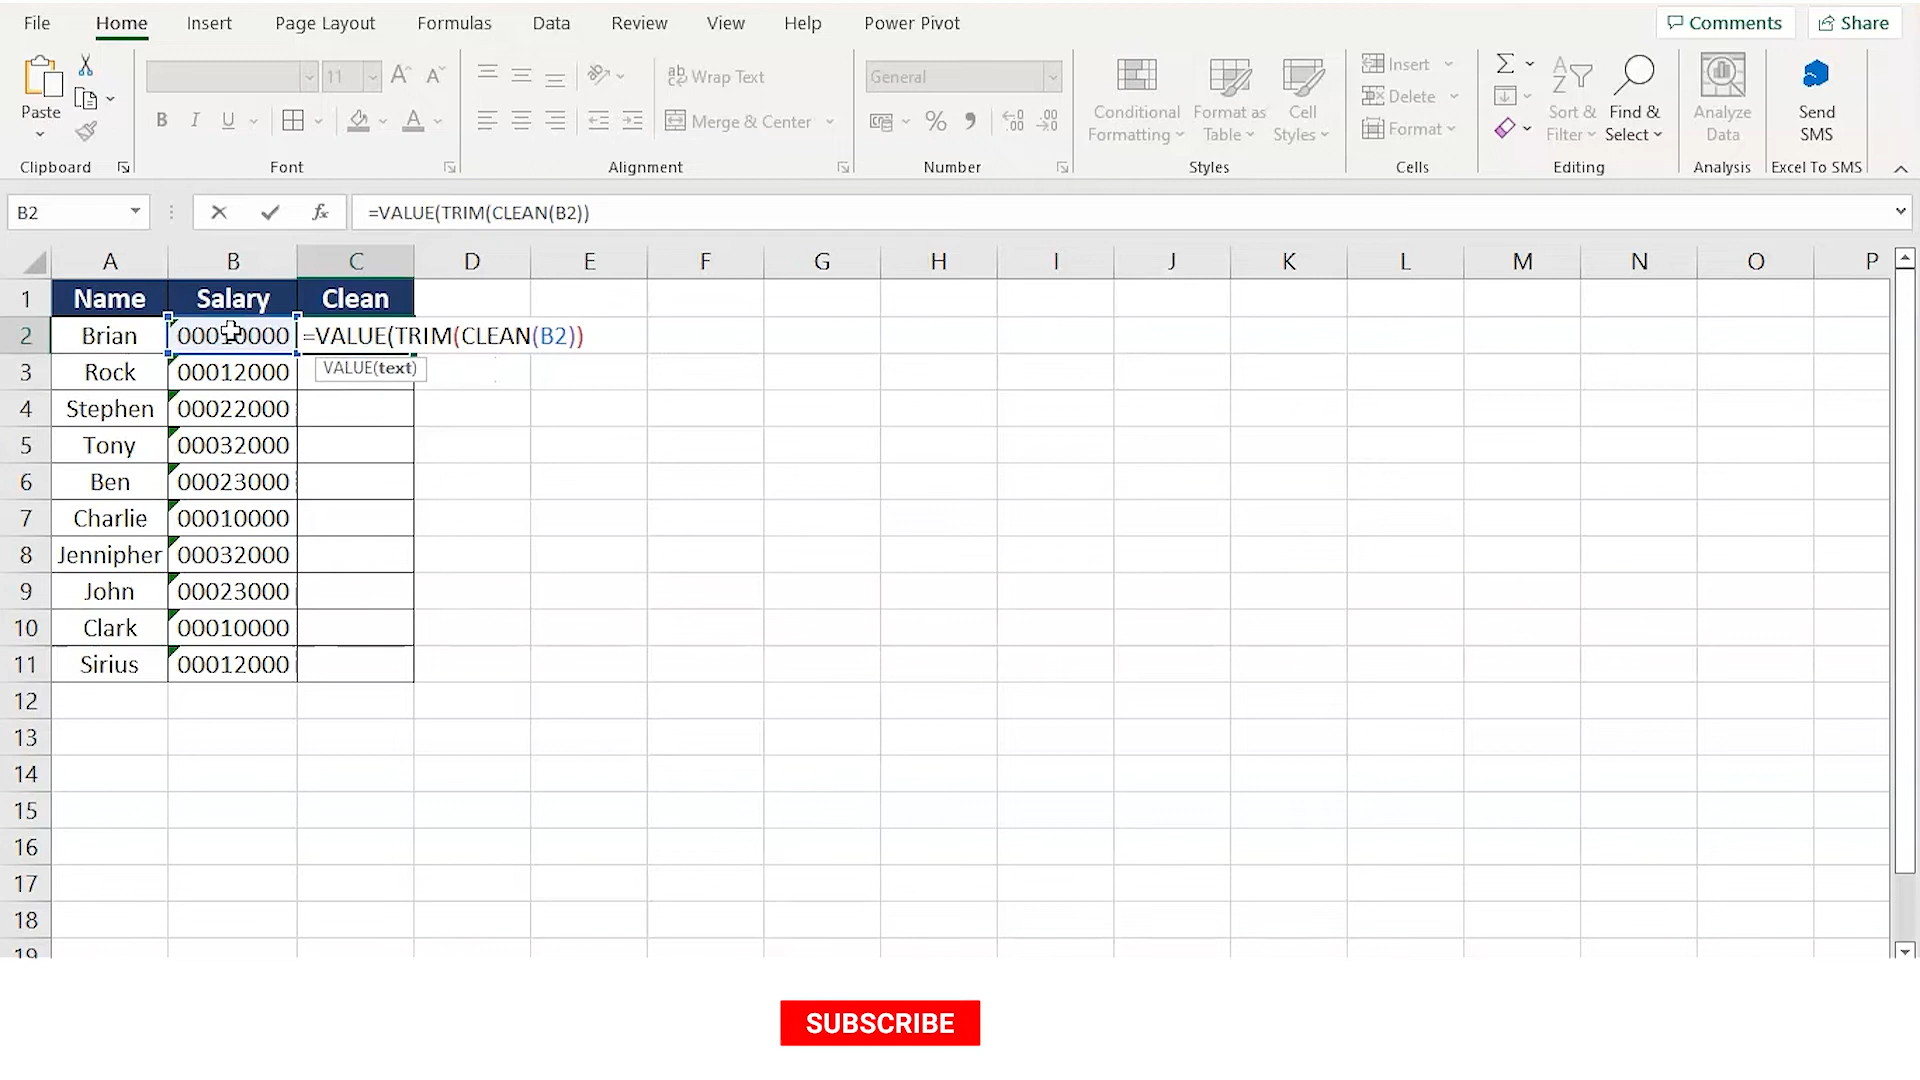 File Home Insert Page Layout Formulas Data Review View Help Power Pivot Comments Share
Paste
Clipboard
11
B I U
Font
Wrap Text
Merge & Center
Alignment
General
% 9
Number
Conditional Formatting
Format as Table
Cell Styles
Styles
Insert
Delete
Format
Cells
Sort & Filter
Find & Select
Editing
Analyze Data
Analysis
Send SMS
Excel To SMS
B2 fx =VALUE(TRIM(CLEAN(B2))
A B C D E F G H I J K L M N O P
1 Name Salary Clean
2 Brian 00010000 =VALUE(TRIM(CLEAN(B2))
VALUE(text)
3 Rock 00012000
4 Stephen 00022000
5 Tony 00032000
6 Ben 00023000
7 Charlie 00010000
8 Jennipher 00032000
9 John 00023000
10 Clark 00010000
11 Sirius 00012000
12
13
14
15
16
17
18
19
SUBSCRIBE